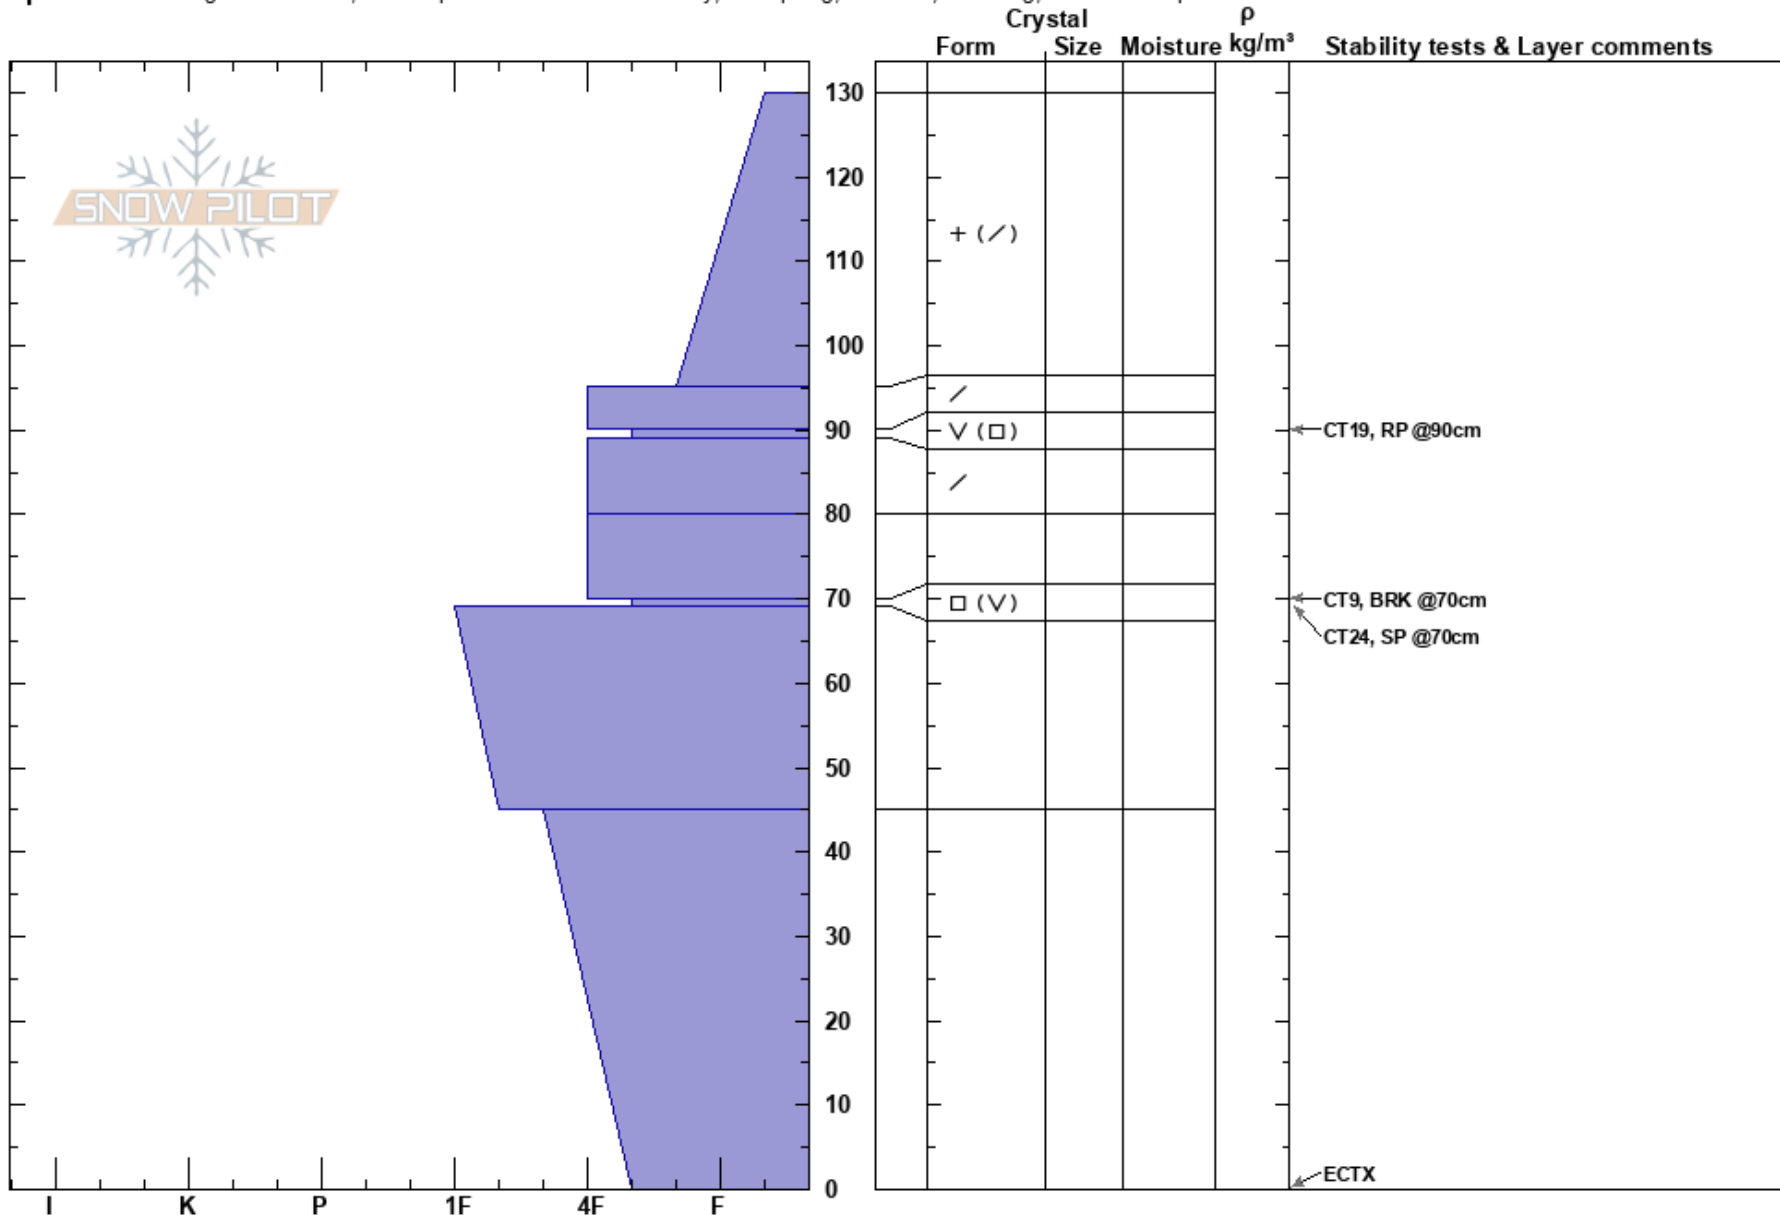 Crystal
ρ
Form Size Moisture kg/m³ Stability tests & Layer comments
SNOW PILOT
130
120
+ (∕)
110
100
∕
90 ∨ (□) CT19, RP @90cm
∕
80
70 □ (∨) CT9, BRK @70cm
CT24, SP @70cm
60
50
40
30
20
10
ECTX
0
I K P 1F 4F F